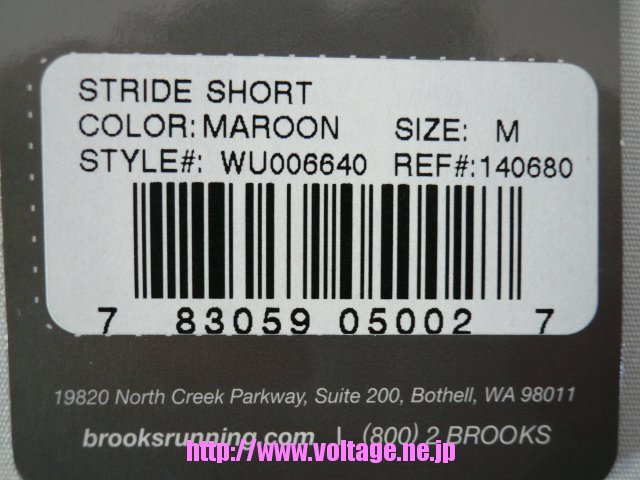 STRIDE SHORT
COLOR: MAROON SIZE: M
STYLE#: WU006640 REF#: 140680
7 83059 05002 7
19820 North Creek Parkway, Suite 200, Bothell, WA 98011
brooksrunning.com | (800) 2 BROOKS
http://www.voltage.ne.jp